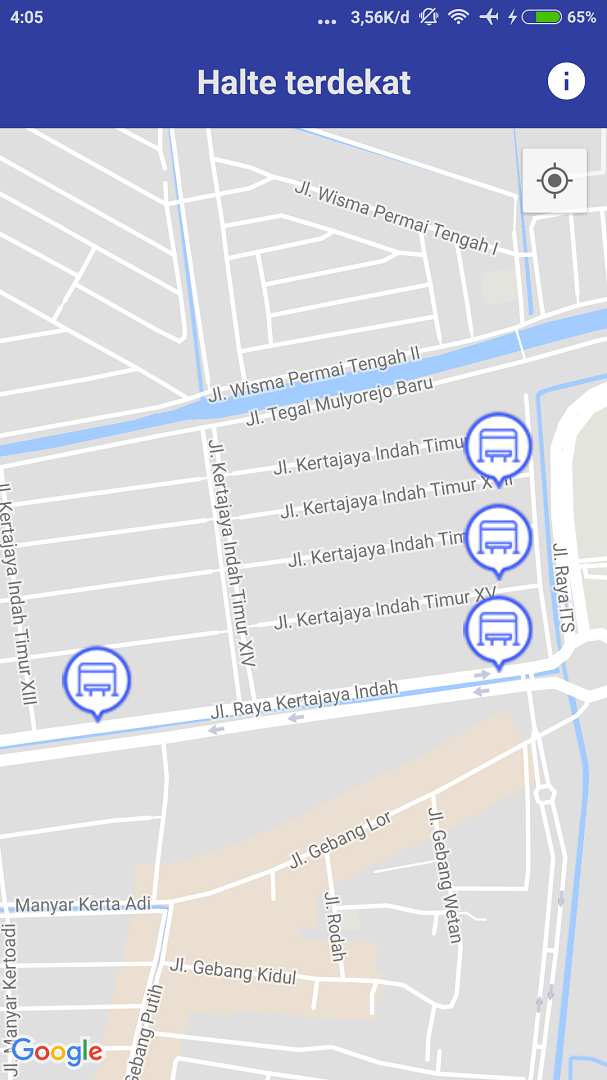 4:05
... 3,56K/d
65%
Halte terdekat
Jl. Wisma Permai Tengah I
Jl. Wisma Permai Tengah II
Jl. Tegal Mulyorejo Baru
Jl. Kertajaya Indah Timur
Jl. Kertajaya Indah Timur
Jl. Kertajaya Indah
Jl. Kertajaya Indah Timur XV
Jl. Kertajaya Indah Timur XIV
Jl. Kertajaya Indah Timur XIII
Jl. Raya ITS
Jl. Raya Kertajaya Indah
Jl. Gebang Lor
Jl. Gebang Wetan
Jl. Rodah
Manyar Kerta Adi
Jl. Gebang Kidul
Jl. Manyar Kertoadi
Gebang Putih
Google